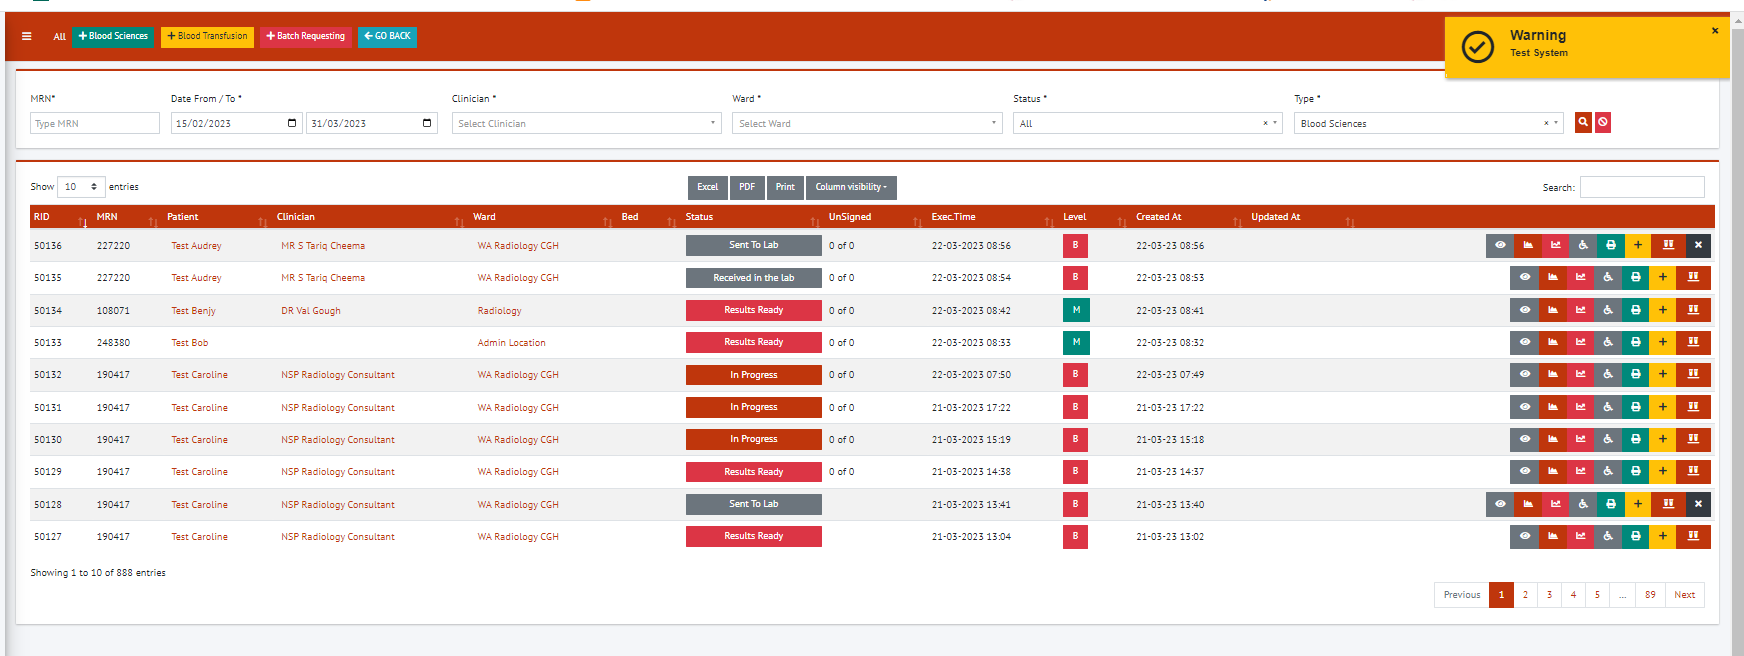 All + Blood Sciences + Blood Transfusion + Batch Requesting ← GO BACK
Warning ×
Test System
MRN* Date From / To * Clinician * Ward * Status * Type *
Type MRN 15/02/2023 31/03/2023 Select Clinician Select Ward All × Blood Sciences ×
Show 10 entries Excel PDF Print Column visibility Search:
RID MRN Patient Clinician Ward Bed Status UnSigned Exec.Time Level Created At Updated At
50136 227220 Test Audrey MR S Tariq Cheema WA Radiology CGH Sent To Lab 0 of 0 22-03-2023 08:56 B 22-03-23 08:56
50135 227220 Test Audrey MR S Tariq Cheema WA Radiology CGH Received in the lab 0 of 0 22-03-2023 08:54 B 22-03-23 08:53
50134 108071 Test Benjy DR Val Gough Radiology Results Ready 0 of 0 22-03-2023 08:42 M 22-03-23 08:41
50133 248380 Test Bob Admin Location Results Ready 0 of 0 22-03-2023 08:33 M 22-03-23 08:32
50132 190417 Test Caroline NSP Radiology Consultant WA Radiology CGH In Progress 0 of 0 22-03-2023 07:50 B 22-03-23 07:49
50131 190417 Test Caroline NSP Radiology Consultant WA Radiology CGH In Progress 0 of 0 21-03-2023 17:22 B 21-03-23 17:22
50130 190417 Test Caroline NSP Radiology Consultant WA Radiology CGH In Progress 0 of 0 21-03-2023 15:19 B 21-03-23 15:18
50129 190417 Test Caroline NSP Radiology Consultant WA Radiology CGH Results Ready 0 of 0 21-03-2023 14:38 B 21-03-23 14:37
50128 190417 Test Caroline NSP Radiology Consultant WA Radiology CGH Sent To Lab 21-03-2023 13:41 B 21-03-23 13:40
50127 190417 Test Caroline NSP Radiology Consultant WA Radiology CGH Results Ready 21-03-2023 13:04 B 21-03-23 13:02
Showing 1 to 10 of 888 entries
Previous 1 2 3 4 5 ... 89 Next